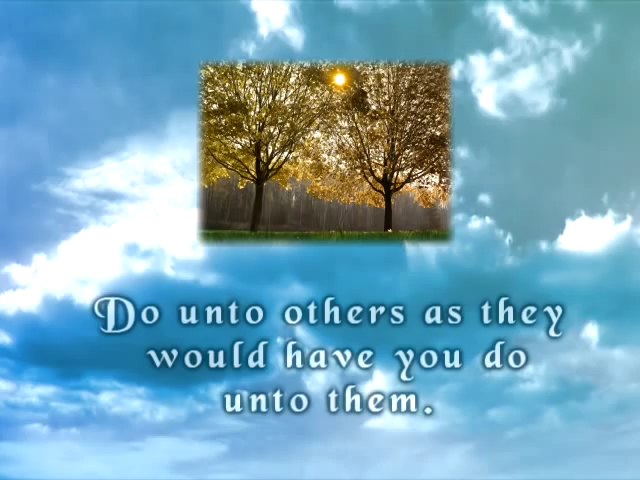 Do unto others as they
would have you do
unto them.